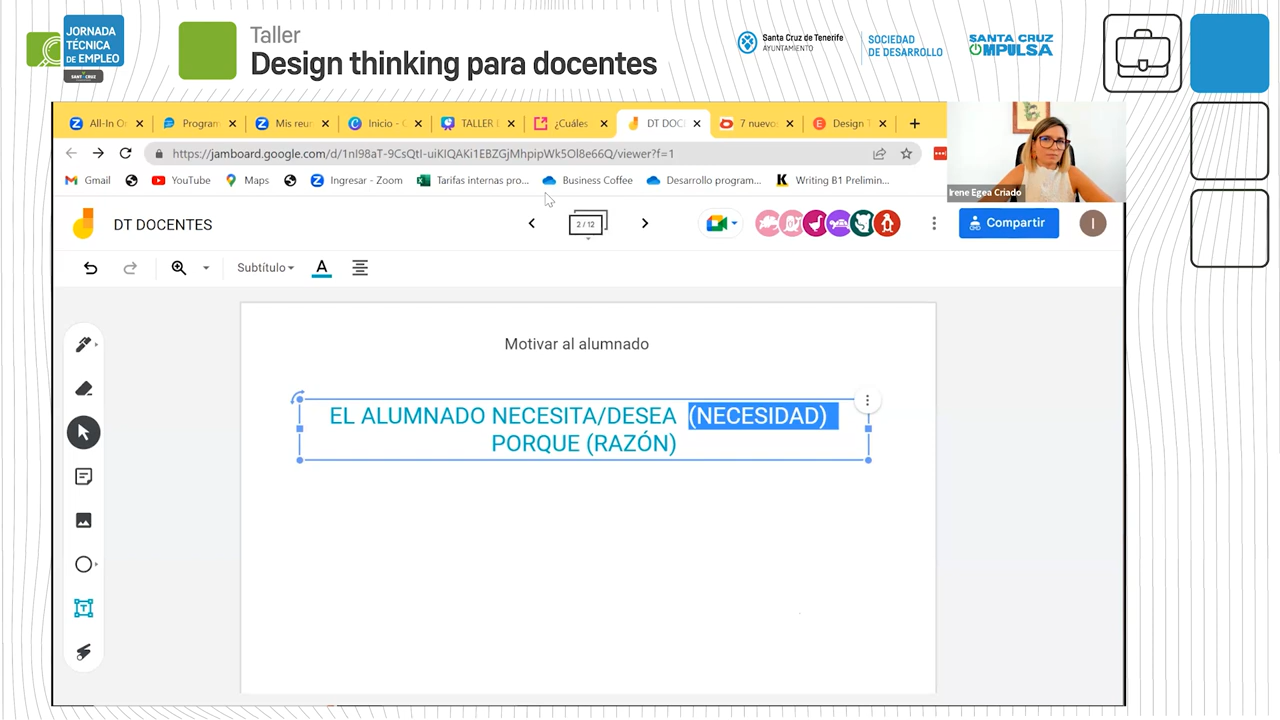 JORNADA
TÉCNICA
DE EMPLEO
Taller
Design thinking para docentes
Santa Cruz de Tenerife
AYUNTAMIENTO
SOCIEDAD
DE DESARROLLO
SANTA CRUZ
MPULSA
All-In O
Program
Mis reu
Inicio -
TALLER
¿Cuáles
DT DOC
7 nuevo
Design T
https://jamboard.google.com/d/1nI98aT-9CsQtI-uiKIQAKi1EBZGjMhpipWk5Ol8e66Q/viewer?f=1
Gmail
YouTube
Maps
Ingresar - Zoom
Tarifas internas pro...
Business Coffee
Desarrollo program...
Writing B1 Prelimin...
Irene Egea Criado
DT DOCENTES
2 / 12
Compartir
I
Subtítulo
Motivar al alumnado
EL ALUMNADO NECESITA/DESEA (NECESIDAD)
PORQUE (RAZÓN)